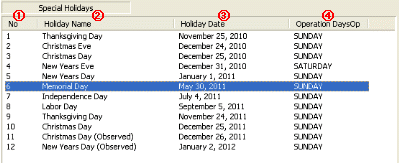 Special Holidays
1 2 3 4
No Holiday Name Holiday Date Operation DaysOp
1 Thanksgiving Day November 25, 2010 SUNDAY
2 Christmas Eve December 24, 2010 SUNDAY
3 Christmas Day December 25, 2010 SUNDAY
4 New Years Eve December 31, 2010 SATURDAY
5 New Years Day January 1, 2011 SUNDAY
6 Memorial Day May 30, 2011 SUNDAY
7 Independence Day July 4, 2011 SUNDAY
8 Labor Day September 5, 2011 SUNDAY
9 Thanksgiving Day November 24, 2011 SUNDAY
10 Christmas Day December 25, 2011 SUNDAY
11 Christmas Day (Observed) December 26, 2011 SUNDAY
12 New Years Day (Observed) January 2, 2012 SUNDAY